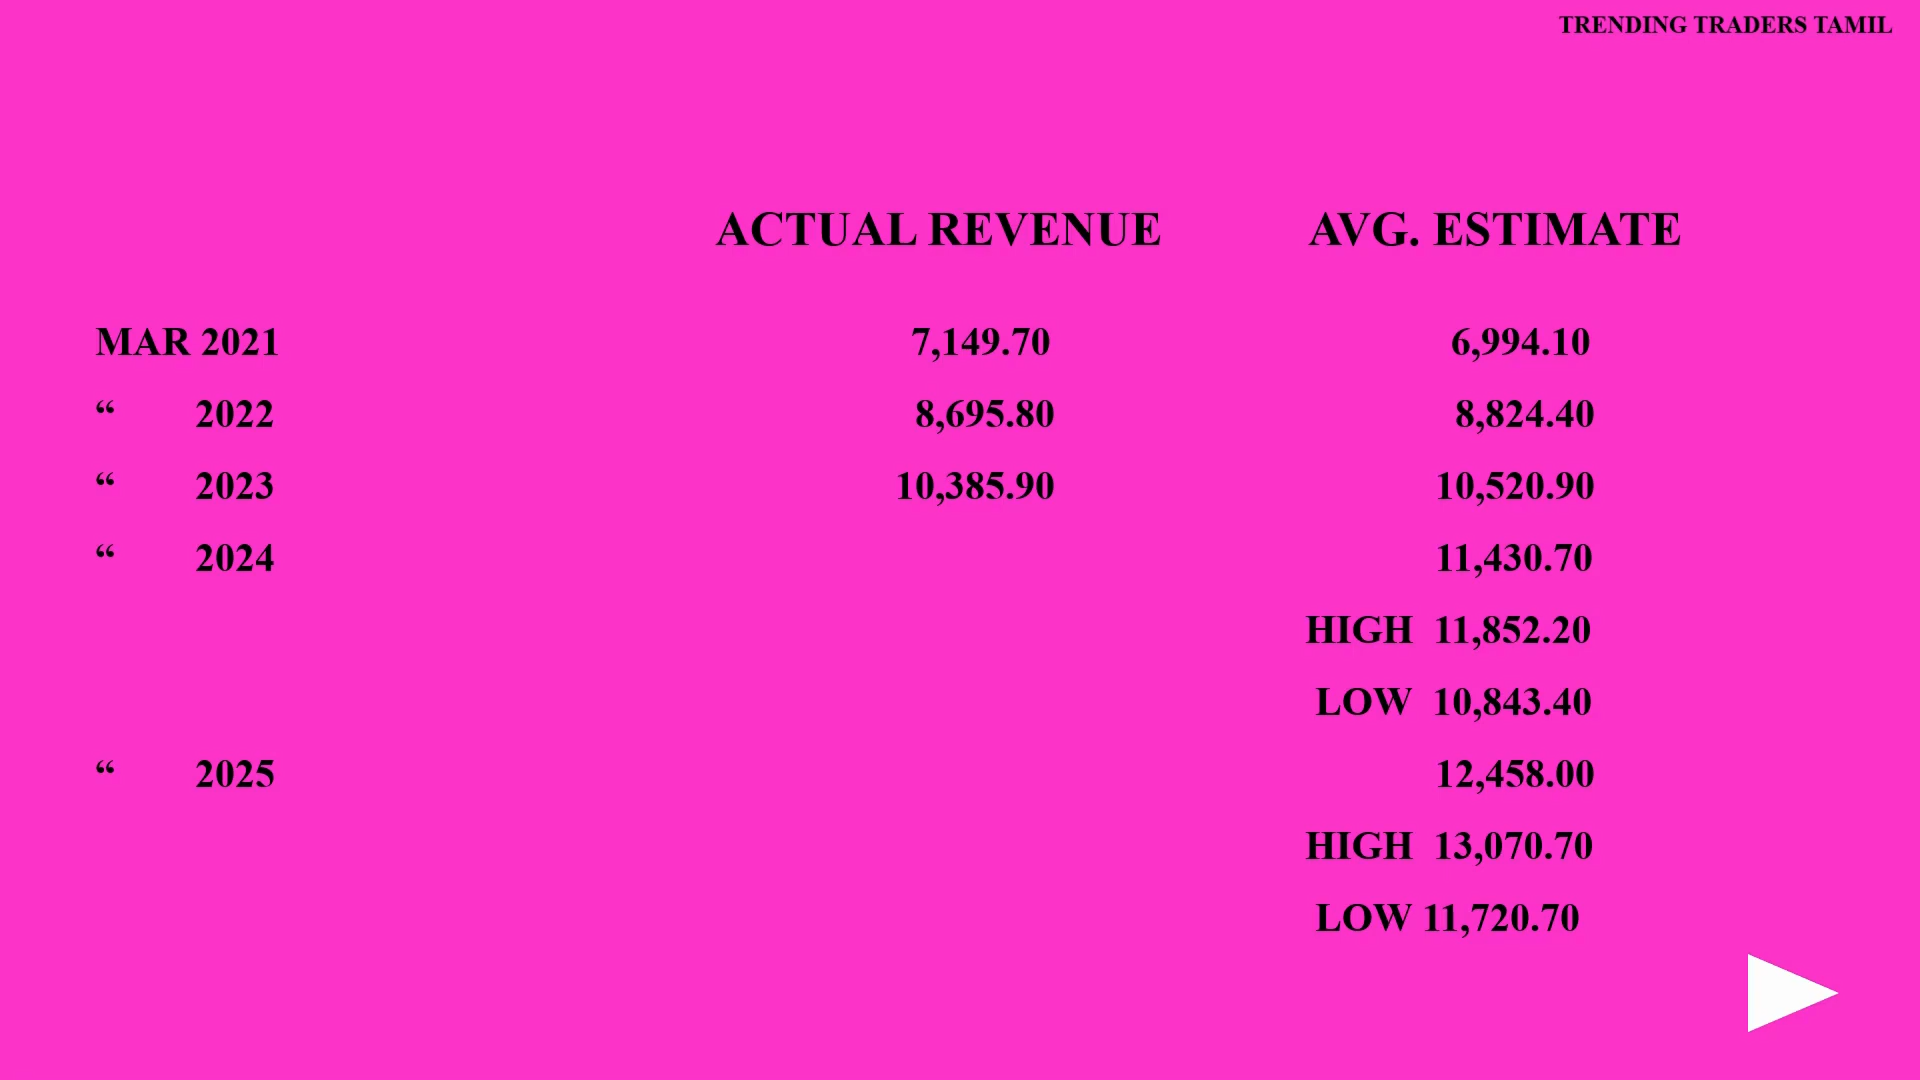 TRENDING TRADERS TAMIL
ACTUAL REVENUE AVG. ESTIMATE
MAR 2021 7,149.70 6,994.10
“ 2022 8,695.80 8,824.40
“ 2023 10,385.90 10,520.90
“ 2024 11,430.70
HIGH 11,852.20
LOW 10,843.40
“ 2025 12,458.00
HIGH 13,070.70
LOW 11,720.70